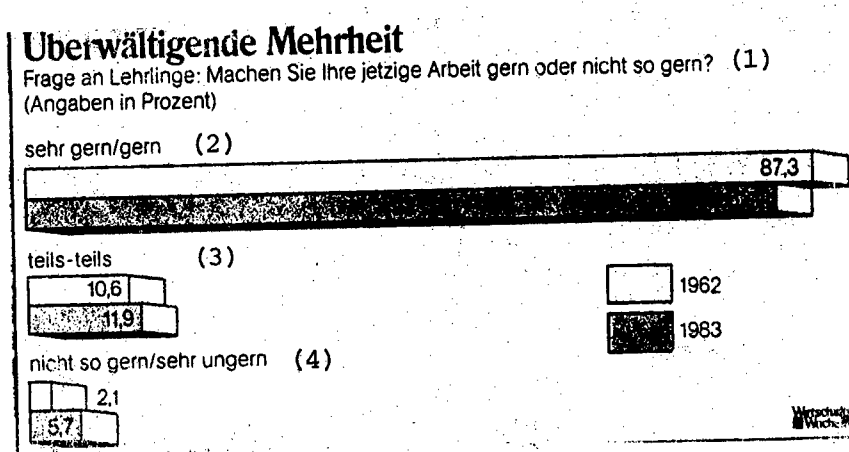 Überwältigende Mehrheit
Frage an Lehrlinge: Machen Sie Ihre jetzige Arbeit gern oder nicht so gern? (1)
(Angaben in Prozent)
sehr gern/gern (2)
87,3
teils-teils (3)
10,6
1962
11,9
1983
nicht so gern/sehr ungern (4)
2,1
5,7
Wirtschafts
Woche